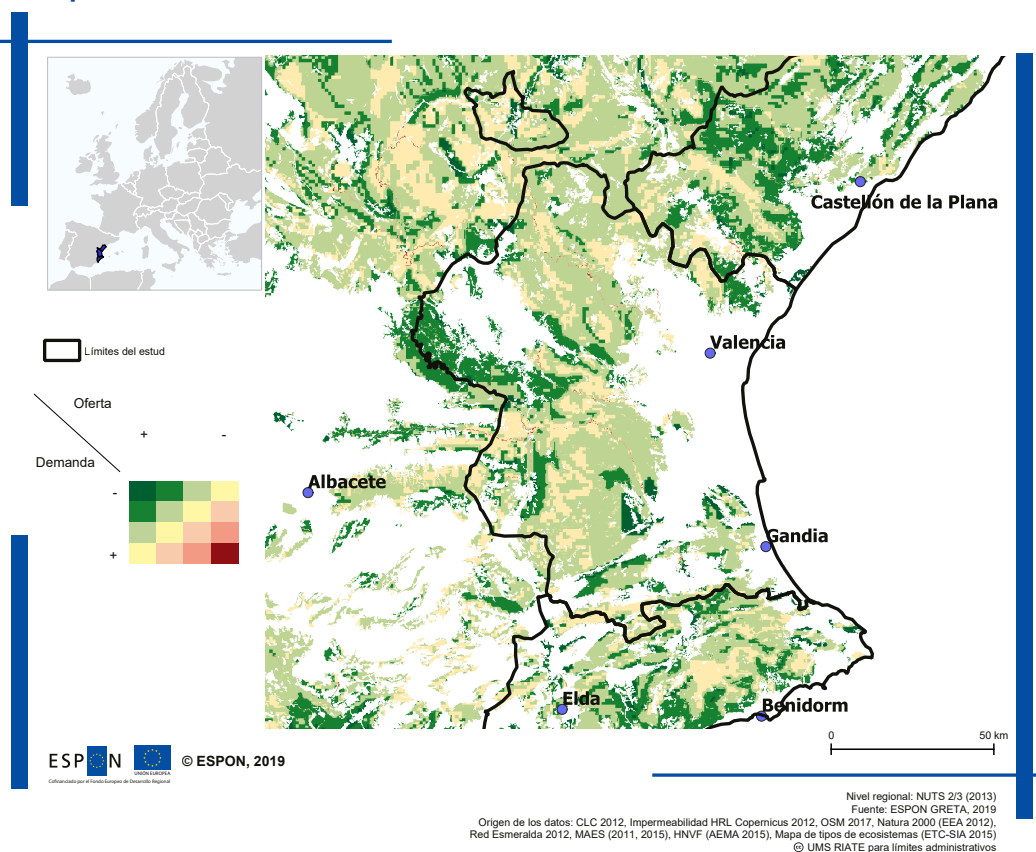 Castellón de la Plana
Valencia
Límites del estud
Oferta
+ -
Demanda
-
+
Albacete
Gandia
Elda
Benidorm
0 50 km
ESPON
UNIÓN EUROPEA
© ESPON, 2019
Cofinanciado por el Fondo Europeo de Desarrollo Regional
Nivel regional: NUTS 2/3 (2013)
Fuente: ESPON GRETA, 2019
Origen de los datos: CLC 2012, Impermeabilidad HRL Copernicus 2012, OSM 2017, Natura 2000 (EEA 2012),
Red Esmeralda 2012, MAES (2011, 2015), HNVF (AEMA 2015), Mapa de tipos de ecosistemas (ETC-SIA 2015)
© UMS RIATE para límites administrativos